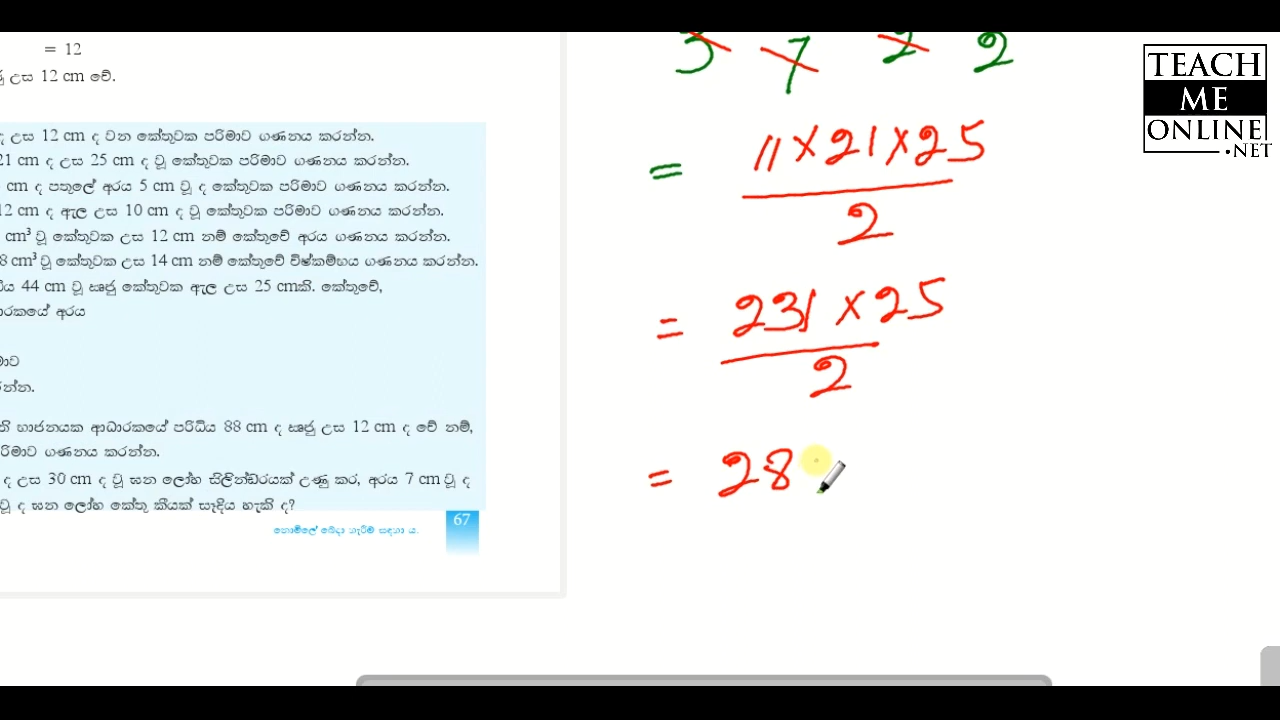 = 12
උස 12 cm වේ.
ද උස 12 cm ද වන කේතුවක පරිමාව ගණනය කරන්න.
21 cm ද උස 25 cm ද වූ කේතුවක පරිමාව ගණනය කරන්න.
cm ද පතුලේ අරය 5 cm වූ ද කේතුවක පරිමාව ගණනය කරන්න.
12 cm ද ඇල උස 10 cm ද වූ කේතුවක පරිමාව ගණනය කරන්න.
cm³ වූ කේතුවක උස 12 cm නම් කේතුවේ අරය ගණනය කරන්න.
8 cm³ වූ කේතුවක උස 14 cm නම් කේතුවේ විෂ්කම්භය ගණනය කරන්න.
ධිය 44 cm වූ ඍජු කේතුවක ඇල උස 25 cmකි. කේතුවේ,
ාරකයේ අරය
මාව
රන්න.
ති භාජනයක ආධාරකයේ පරිධිය 88 cm ද ඍජු උස 12 cm ද වේ නම්,
රිමාව ගණනය කරන්න.
ද උස 30 cm ද වූ ඝන ලෝහ සිලින්ඩරයක් උණු කර, අරය 7 cm වූ ද
වූ ද ඝන ලෝහ කේතු කීයක් සෑදිය හැකි ද?
නොමිලේ බෙදා හැරීම සඳහා ය.
67
3 7 2 2
= 11 × 21 × 25
2
= 231 × 25
2
= 28
TEACH
ME
ONLINE
.NET